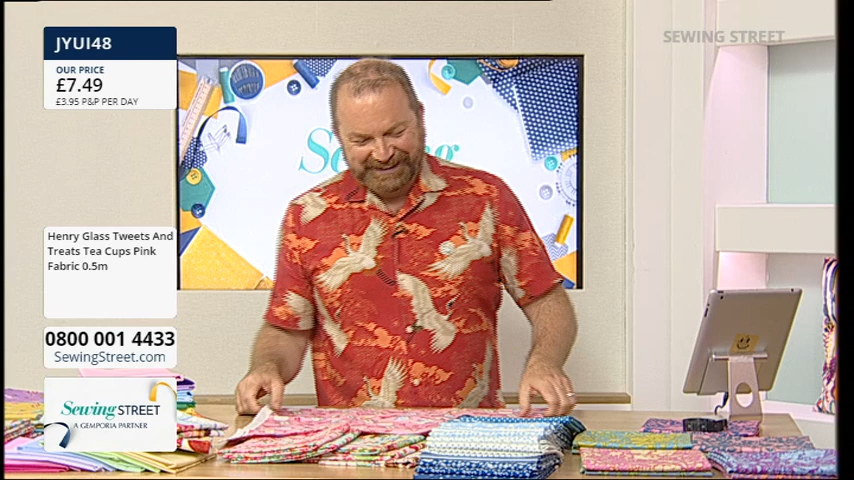 JYUI48
OUR PRICE
£7.49
£3.95 P&P PER DAY
SEWING STREET
Henry Glass Tweets And
Treats Tea Cups Pink
Fabric 0.5m
0800 001 4433
SewingStreet.com
Sewing STREET
A GEMPORIA PARTNER